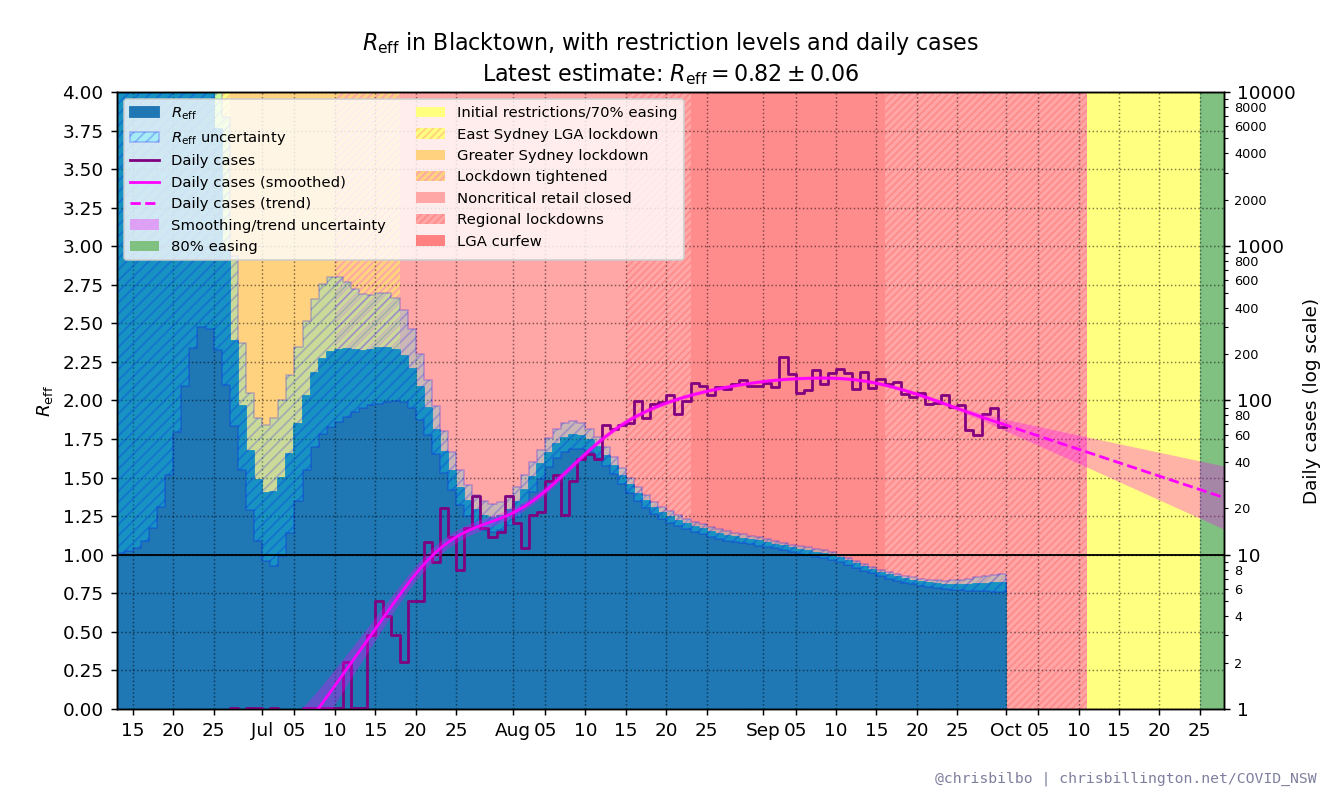 Reff in Blacktown, with restriction levels and daily cases
Latest estimate: Reff = 0.82 ± 0.06
Reff
Reff uncertainty
Daily cases
Daily cases (smoothed)
Daily cases (trend)
Smoothing/trend uncertainty
80% easing
Initial restrictions/70% easing
East Sydney LGA lockdown
Greater Sydney lockdown
Lockdown tightened
Noncritical retail closed
Regional lockdowns
LGA curfew
Reff
4.00
3.75
3.50
3.25
3.00
2.75
2.50
2.25
2.00
1.75
1.50
1.25
1.00
0.75
0.50
0.25
0.00
15 20 25 Jul 05 10 15 20 25 Aug 05 10 15 20 25 Sep 05 10 15 20 25 Oct 05 10 15 20 25
10000
8000
6000
4000
2000
1000
800
600
400
200
100
80
60
40
20
10
8
6
4
2
1
Daily cases (log scale)
@chrisbilbo | chrisbillington.net/COVID_NSW